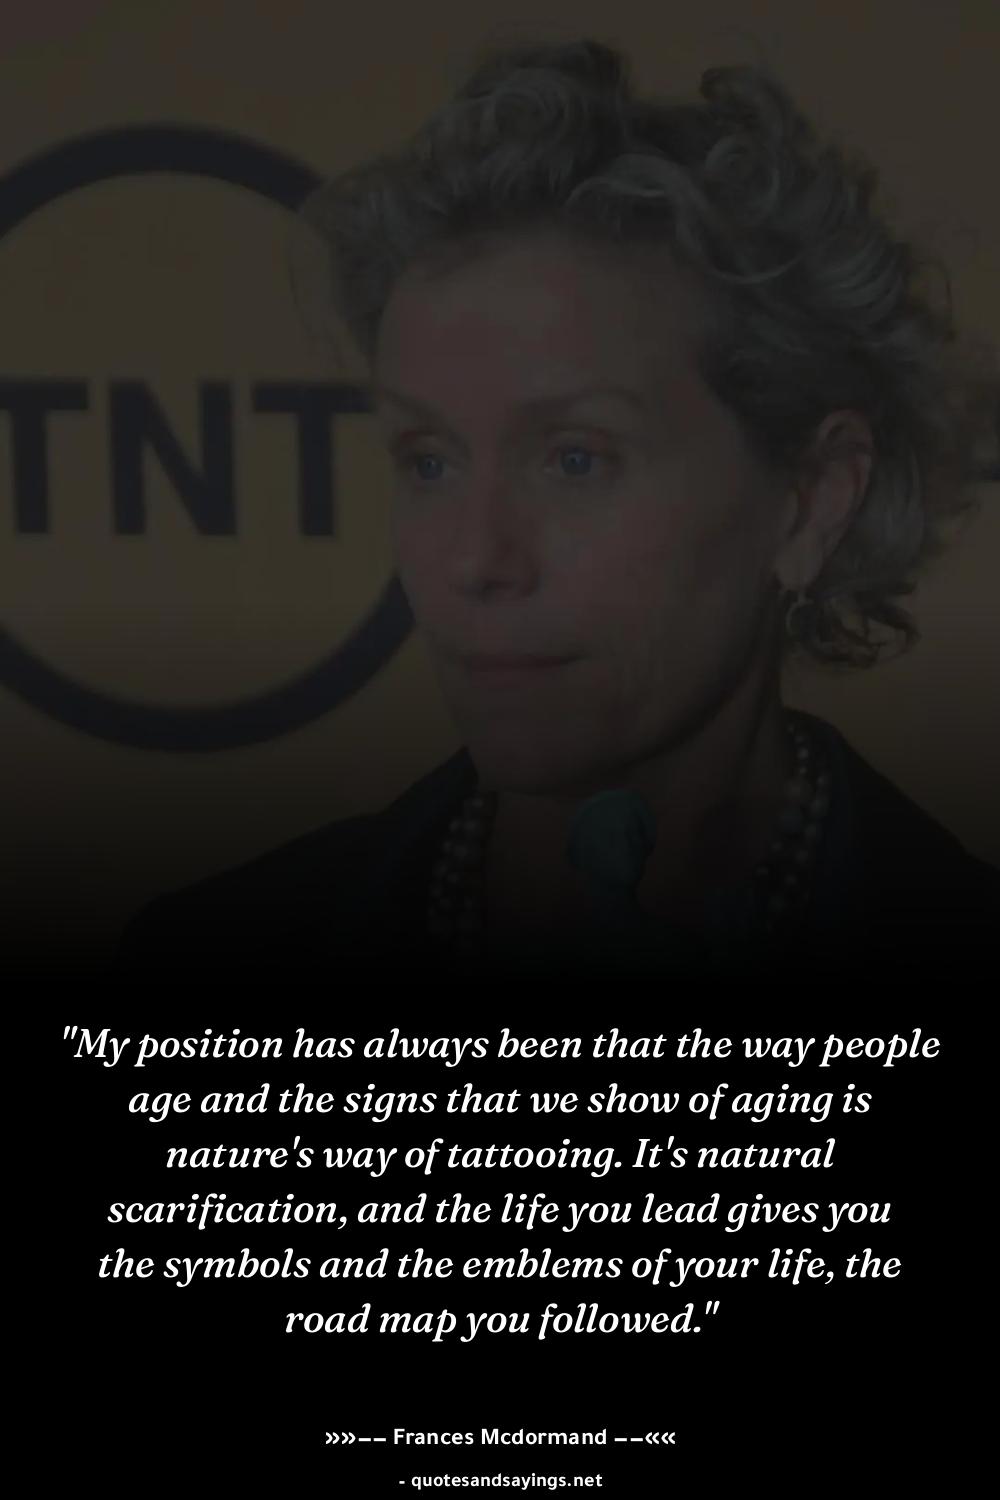 TNT
"My position has always been that the way people
age and the signs that we show of aging is
nature's way of tattooing. It's natural
scarification, and the life you lead gives you
the symbols and the emblems of your life, the
road map you followed."
»»−− Frances Mcdormand −−««
- quotesandsayings.net